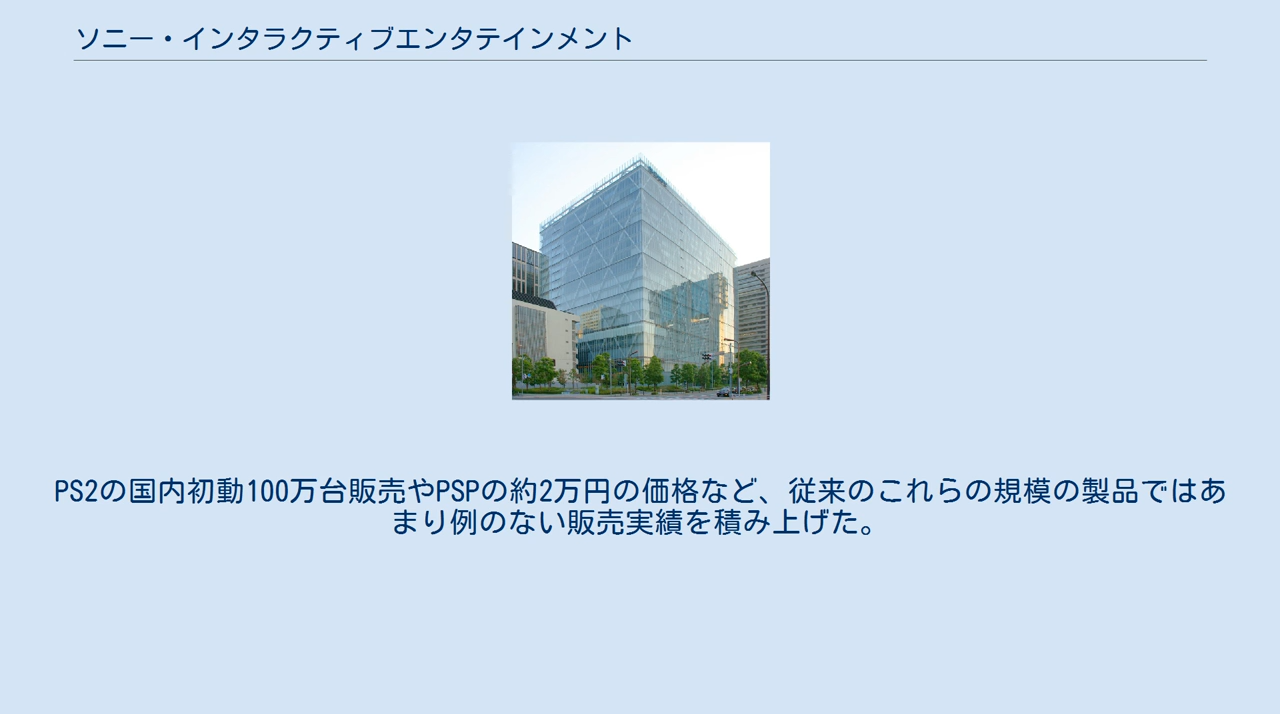 ソニー・インタラクティブエンタテインメント
PS2の国内初動100万台販売やPSPの約2万円の価格など、従来のこれらの規模の製品ではあ
まり例のない販売実績を積み上げた。